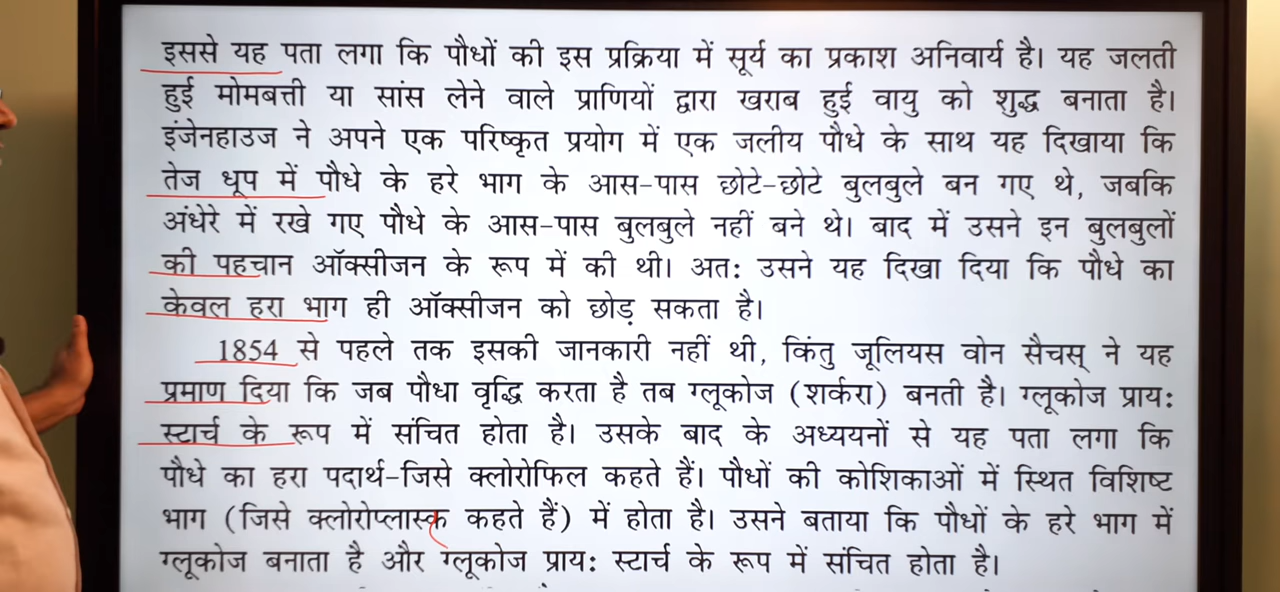 इससे यह पता लगा कि पौधों की इस प्रक्रिया में सूर्य का प्रकाश अनिवार्य है। यह जलती
हुई मोमबत्ती या सांस लेने वाले प्राणियों द्वारा खराब हुई वायु को शुद्ध बनाता है।
इंजेनहाउज ने अपने एक परिष्कृत प्रयोग में एक जलीय पौधे के साथ यह दिखाया कि
तेज धूप में पौधे के हरे भाग के आस-पास छोटे-छोटे बुलबुले बन गए थे, जबकि
अंधेरे में रखे गए पौधे के आस-पास बुलबुले नहीं बने थे। बाद में उसने इन बुलबुलों
की पहचान ऑक्सीजन के रूप में की थी। अत: उसने यह दिखा दिया कि पौधे का
केवल हरा भाग ही ऑक्सीजन को छोड़ सकता है।
1854 से पहले तक इसकी जानकारी नहीं थी, किंतु जूलियस वोन सैचस् ने यह
प्रमाण दिया कि जब पौधा वृद्धि करता है तब ग्लूकोज (शर्करा) बनती है। ग्लूकोज प्राय:
स्टार्च के रूप में संचित होता है। उसके बाद के अध्ययनों से यह पता लगा कि
पौधे का हरा पदार्थ-जिसे क्लोरोफिल कहते हैं। पौधों की कोशिकाओं में स्थित विशिष्ट
भाग (जिसे क्लोरोप्लास्क कहते हैं) में होता है। उसने बताया कि पौधों के हरे भाग में
ग्लूकोज बनाता है और ग्लूकोज प्राय: स्टार्च के रूप में संचित होता है।